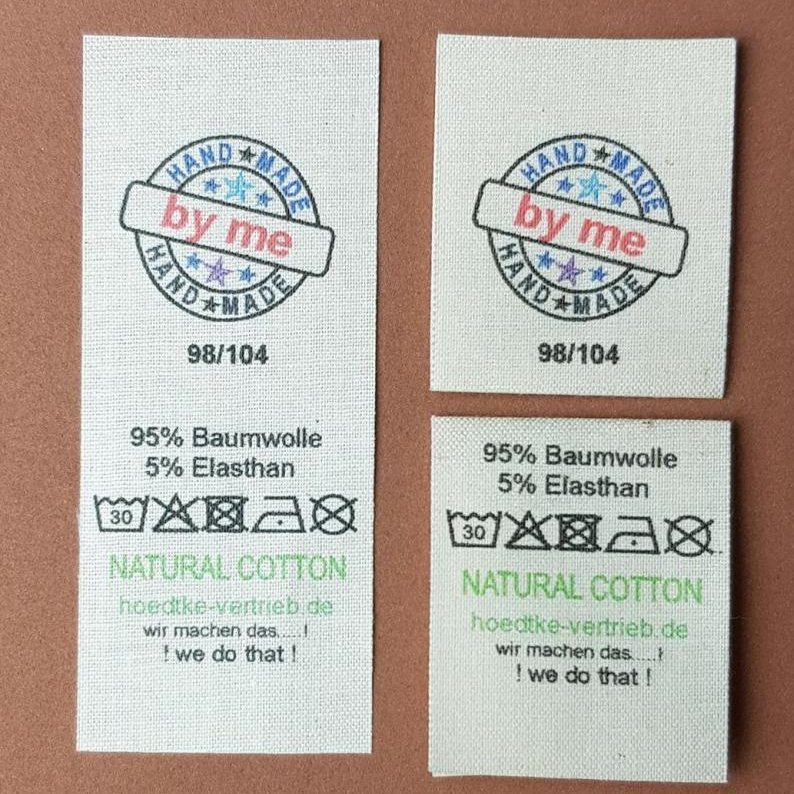 HAND ★ MADE
by me
HAND ★ MADE
98/104
95% Baumwolle
5% Elasthan
30
NATURAL COTTON
hoedtke-vertrieb.de
wir machen das.....!
! we do that !
HAND ★ MADE
by me
HAND ★ MADE
98/104
95% Baumwolle
5% Elasthan
30
NATURAL COTTON
hoedtke-vertrieb.de
wir machen das.....!
! we do that !